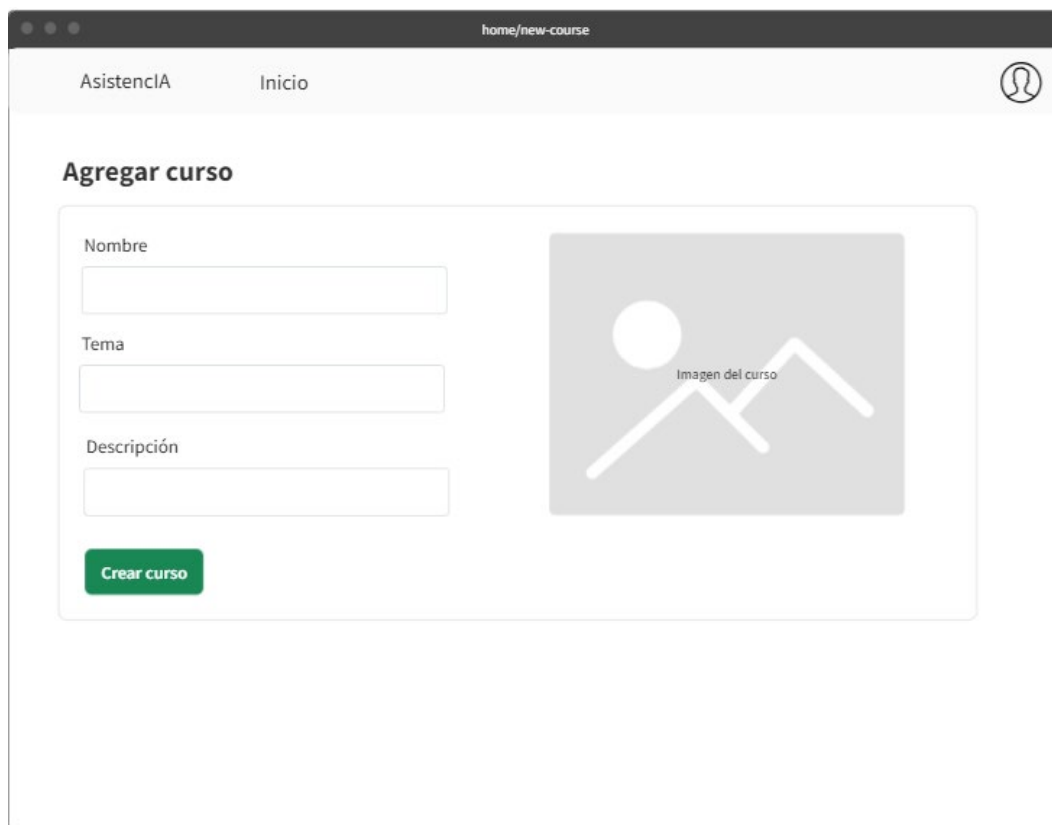 home/new-course
AsistencIA Inicio
Agregar curso
Nombre
Tema
Descripción
Crear curso
Imagen del curso